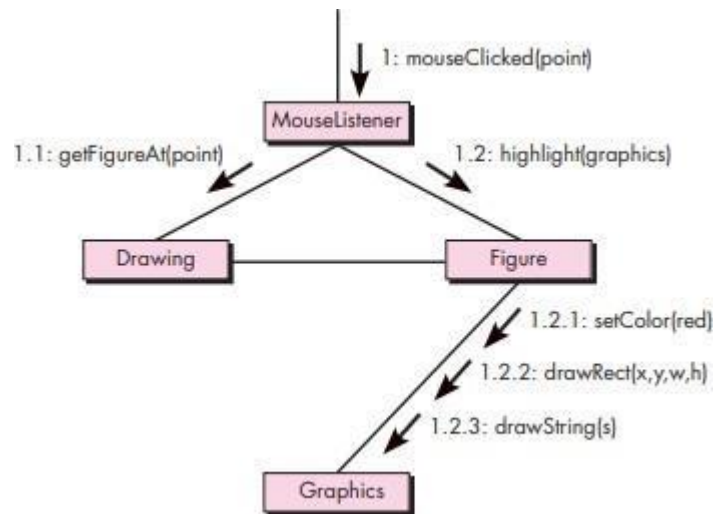 1: mouseClicked(point)
MouseListener
1.1: getFigureAt(point)
1.2: highlight(graphics)
Drawing
Figure
1.2.1: setColor(red)
1.2.2: drawRect(x,y,w,h)
1.2.3: drawString(s)
Graphics